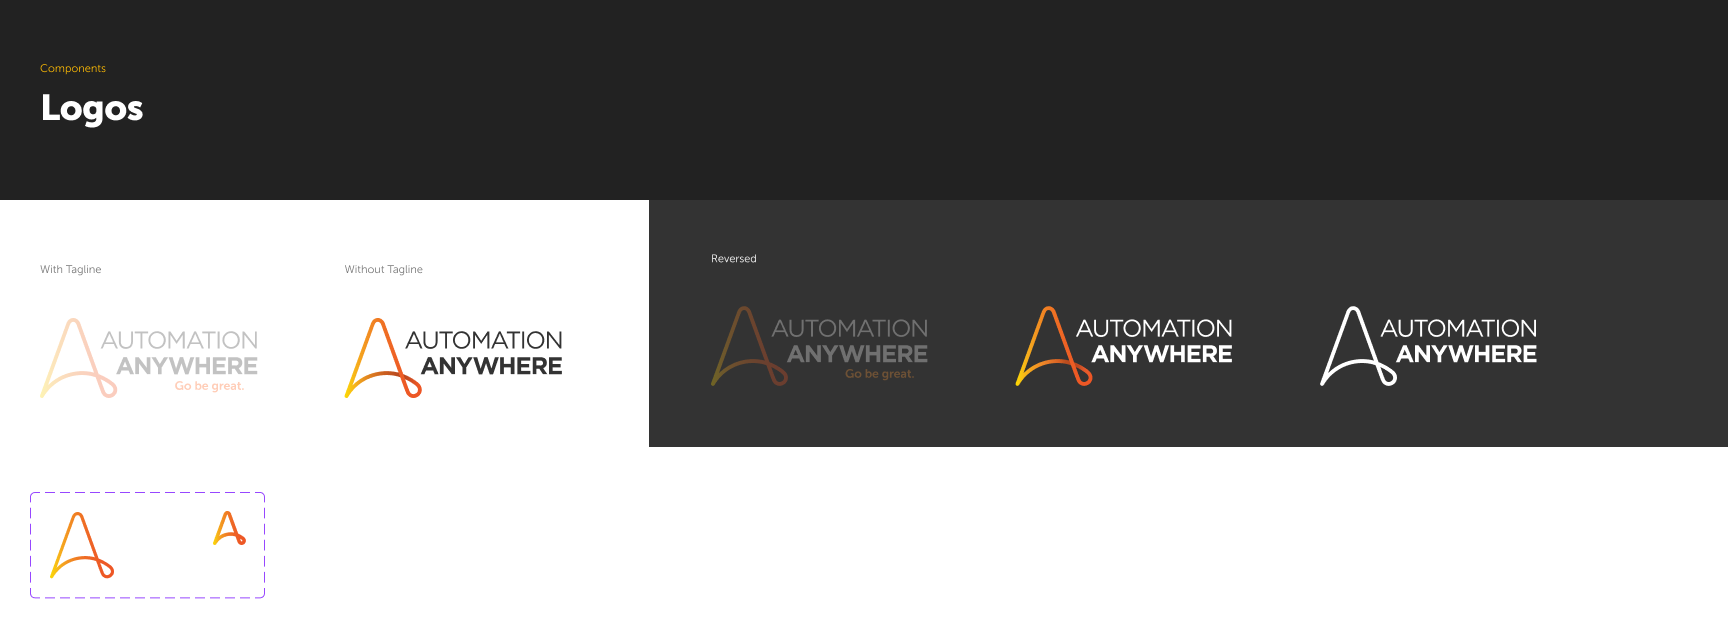 Components
Logos
With Tagline
Without Tagline
Reversed
AUTOMATION
ANYWHERE
Go be great.
AUTOMATION
ANYWHERE
AUTOMATION
ANYWHERE
Go be great.
AUTOMATION
ANYWHERE
AUTOMATION
ANYWHERE